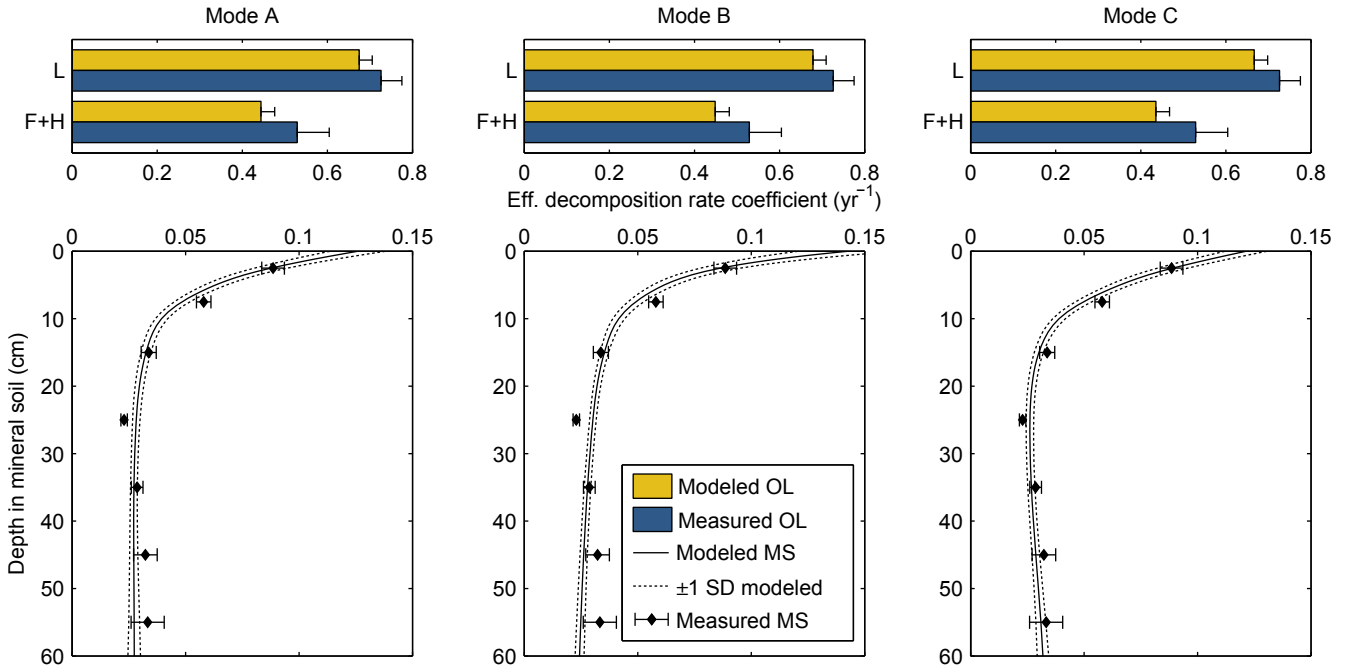 Mode A
Mode B
Mode C
L
F+H
0 0.2 0.4 0.6 0.8
L
F+H
0 0.2 0.4 0.6 0.8
L
F+H
0 0.2 0.4 0.6 0.8
Eff. decomposition rate coefficient (yr⁻¹)
0 0.05 0.1 0.15
0 0.05 0.1 0.15
0 0.05 0.1 0.15
Depth in mineral soil (cm)
0
10
20
30
40
50
60
0
10
20
30
40
50
60
0
10
20
30
40
50
60
Modeled OL
Measured OL
Modeled MS
±1 SD modeled
Measured MS